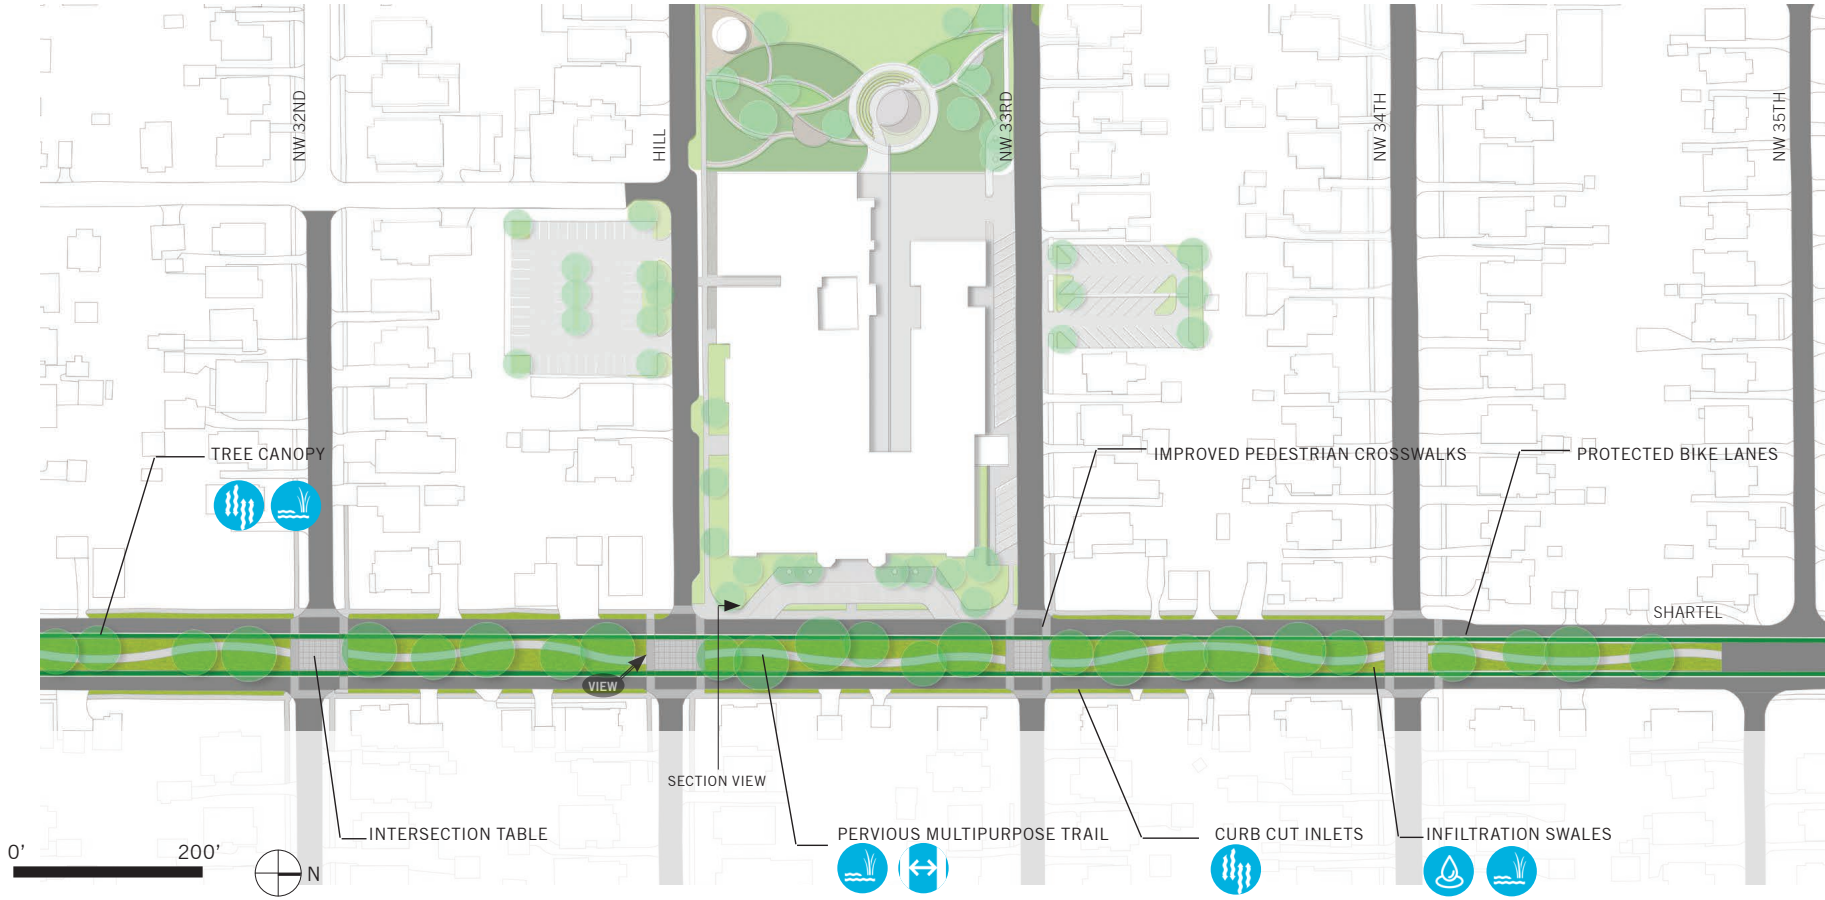 NW 32ND
HILL
NW 33RD
NW 34TH
NW 35TH
TREE CANOPY
IMPROVED PEDESTRIAN CROSSWALKS
PROTECTED BIKE LANES
SHARTEL
VIEW
SECTION VIEW
INTERSECTION TABLE
PERVIOUS MULTIPURPOSE TRAIL
CURB CUT INLETS
INFILTRATION SWALES
0' 200'
N